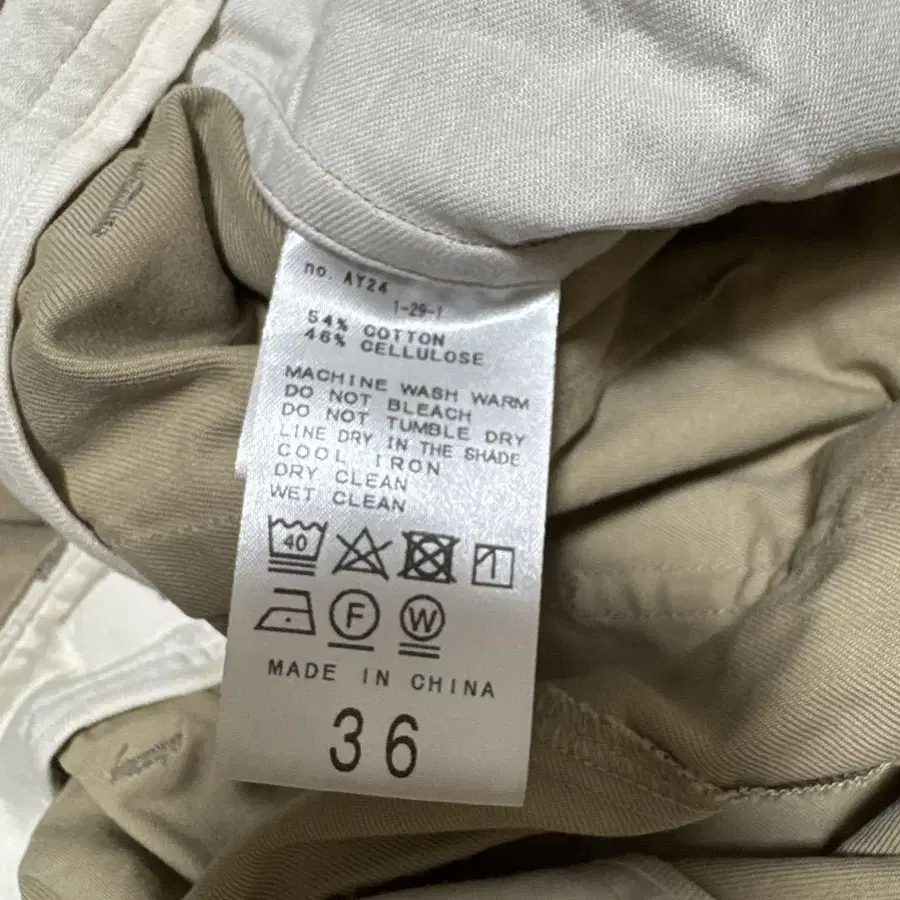 no. AY24
1-29-1
54% COTTON
46% CELLULOSE
MACHINE WASH WARM
DO NOT BLEACH
DO NOT TUMBLE DRY
LINE DRY IN THE SHADE
COOL IRON
DRY CLEAN
WET CLEAN
40
F W
MADE IN CHINA
36